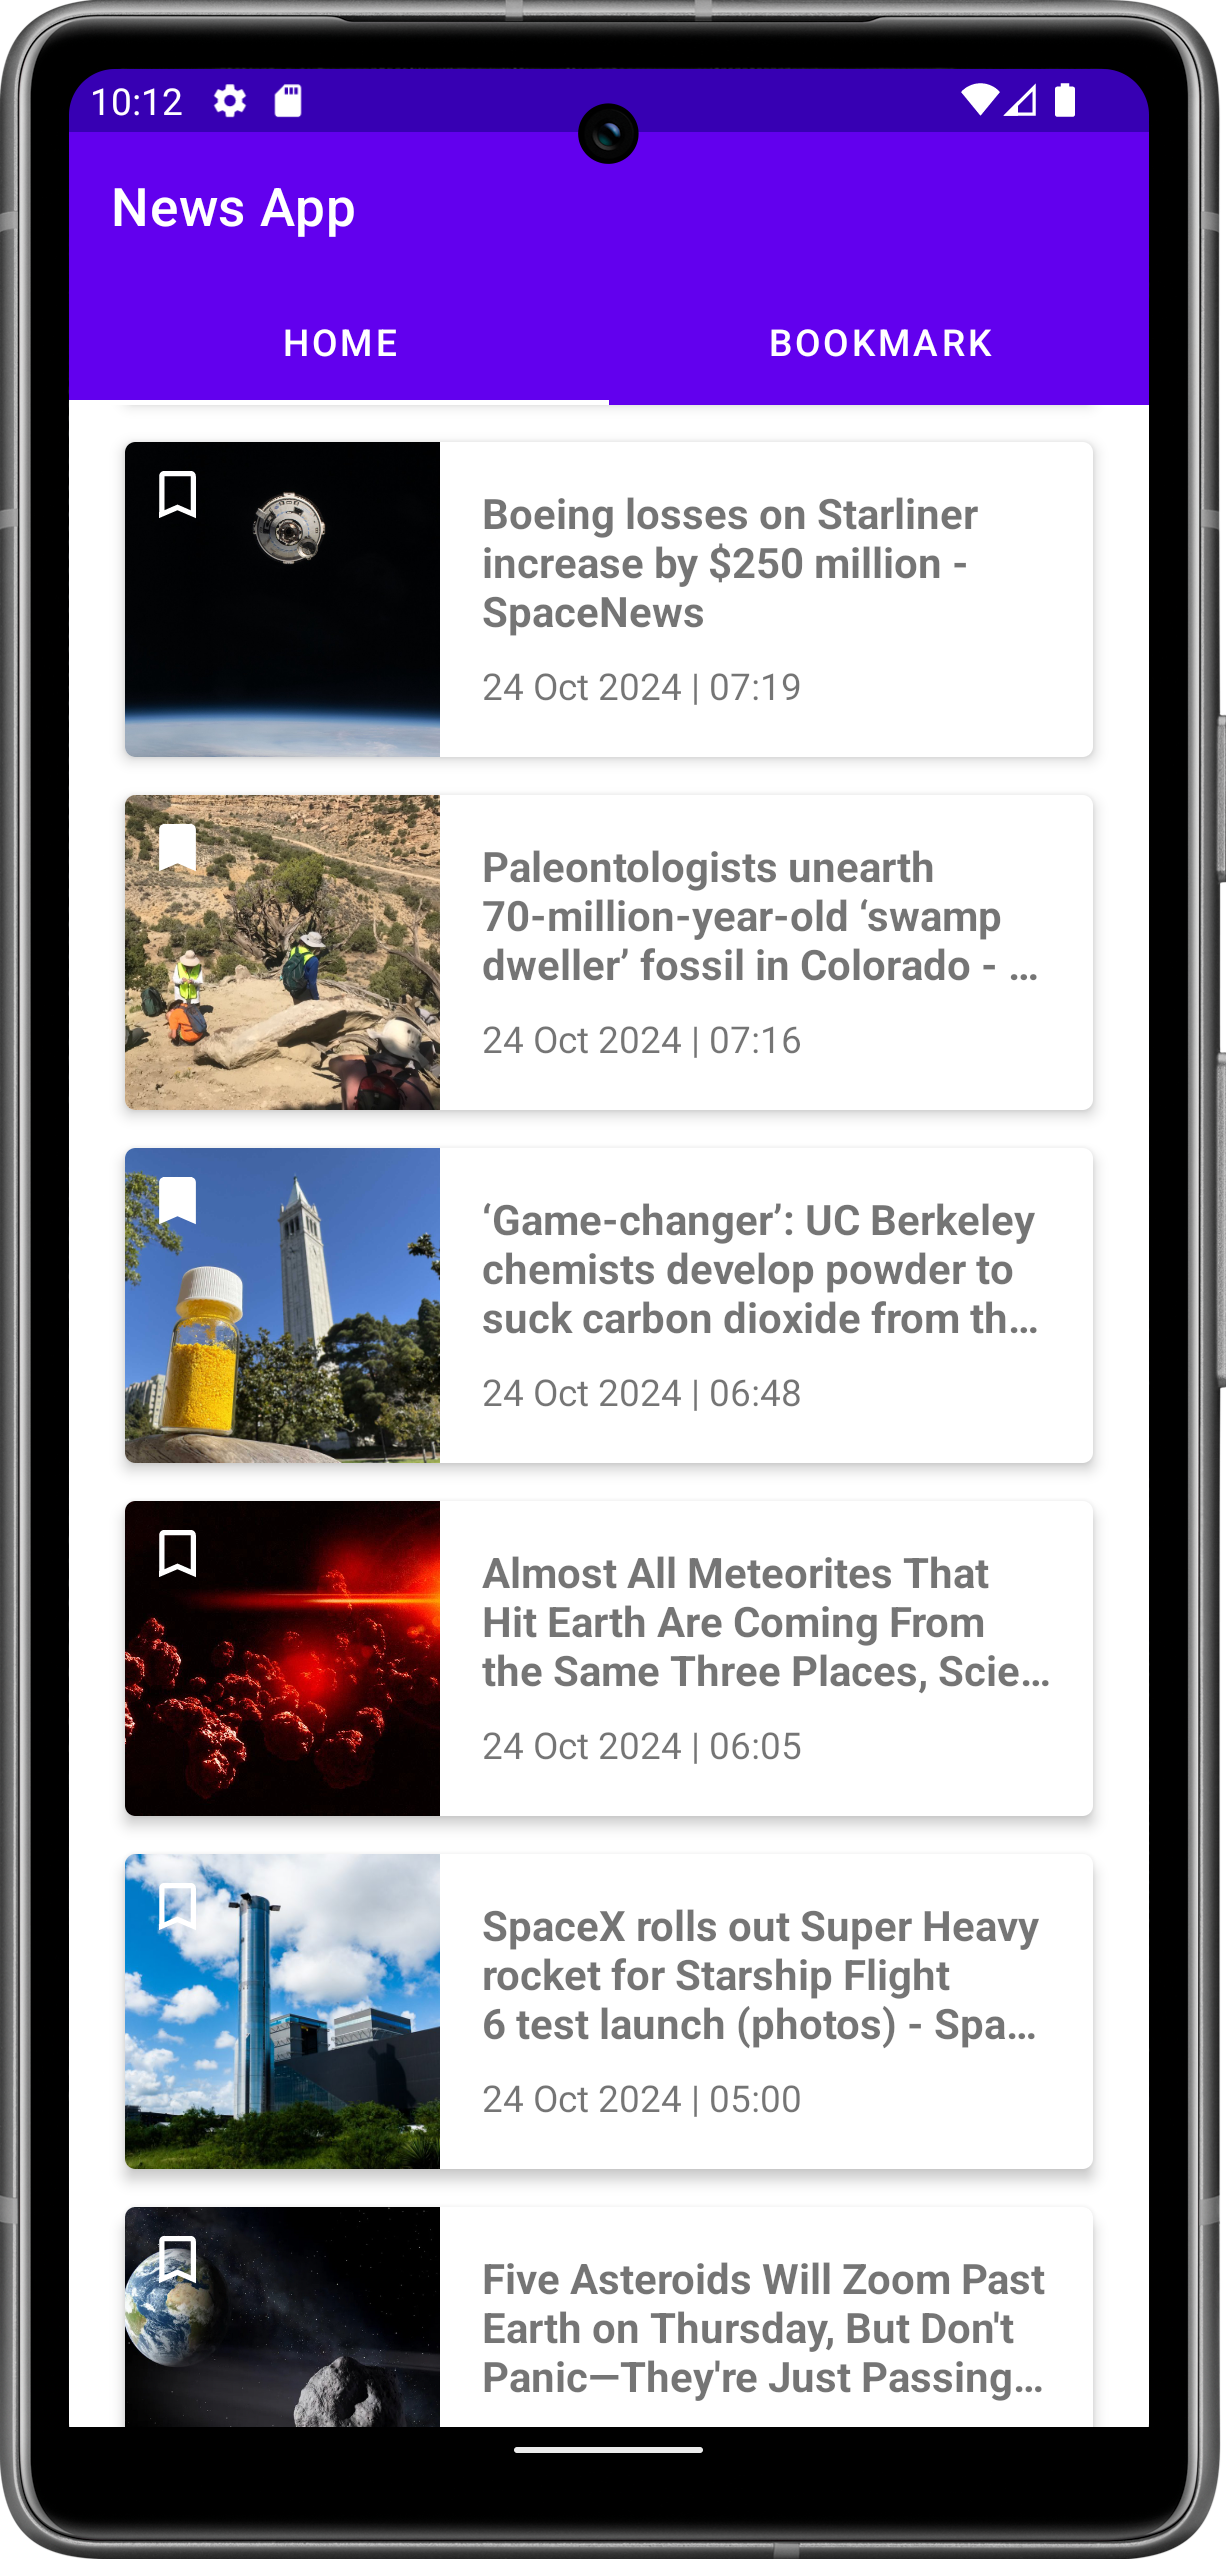 10:12
News App
HOME
BOOKMARK
Boeing losses on Starliner
increase by $250 million -
SpaceNews
24 Oct 2024 | 07:19
Paleontologists unearth
70-million-year-old ‘swamp
dweller’ fossil in Colorado - …
24 Oct 2024 | 07:16
‘Game-changer’: UC Berkeley
chemists develop powder to
suck carbon dioxide from th…
24 Oct 2024 | 06:48
Almost All Meteorites That
Hit Earth Are Coming From
the Same Three Places, Scie…
24 Oct 2024 | 06:05
SpaceX rolls out Super Heavy
rocket for Starship Flight
6 test launch (photos) - Spa…
24 Oct 2024 | 05:00
Five Asteroids Will Zoom Past
Earth on Thursday, But Don't
Panic—They're Just Passing…